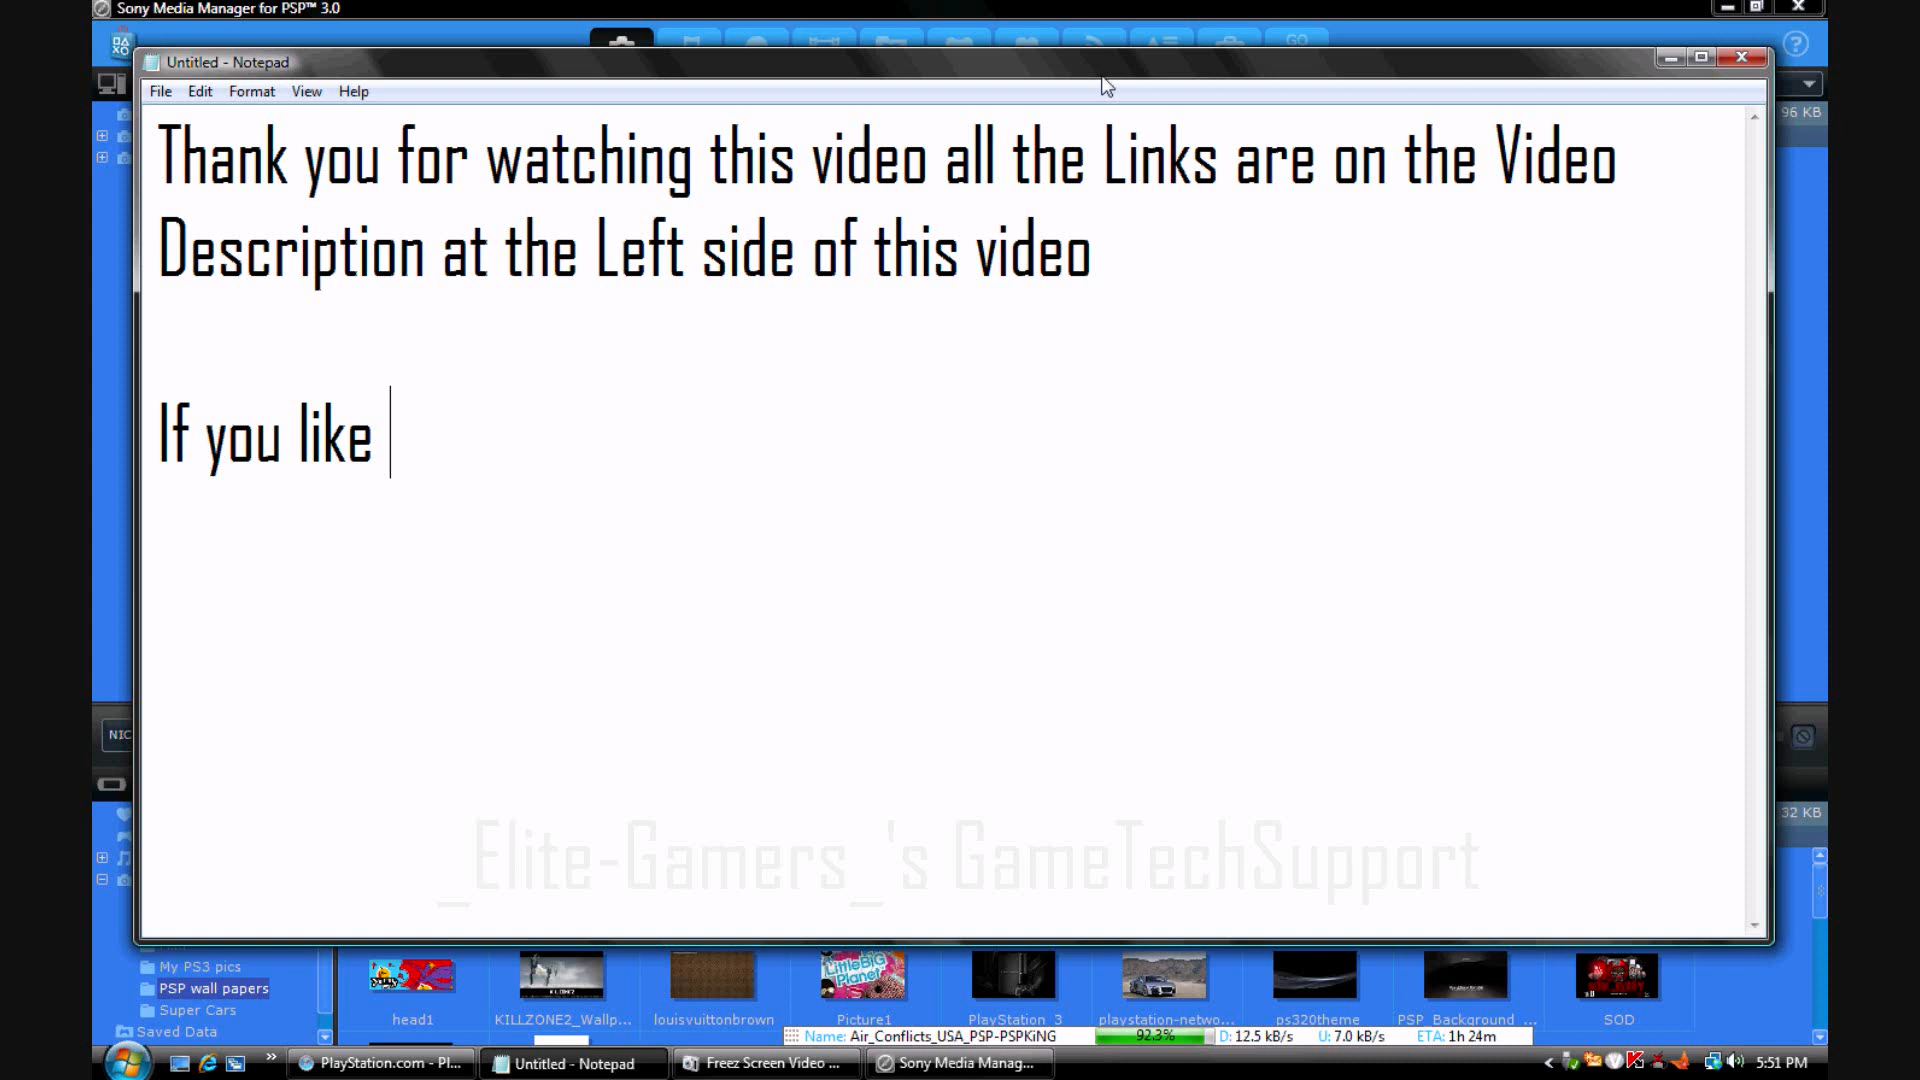 Sony Media Manager for PSP™ 3.0
GO
Untitled - Notepad
File Edit Format View Help
96 KB
Thank you for watching this video all the Links are on the Video
Description at the Left side of this video
If you like
NIC
32 KB
_Elite-Gamers_'s GameTechSupport
My PS3 pics
PSP wall papers
Super Cars
Saved Data
LittleBIG Planet
head1 KILLZONE2_Wallp... louisvuittonbrown Picture1 PlayStation_3 playstation-netwo... ps320theme PSP_Background_... SOD
Name: Air_Conflicts_USA_PSP-PSPKiNG 92.3% D: 12.5 kB/s U: 7.0 kB/s ETA: 1h 24m
PlayStation.com - Pl... Untitled - Notepad Freez Screen Video ... Sony Media Manag... 5:51 PM